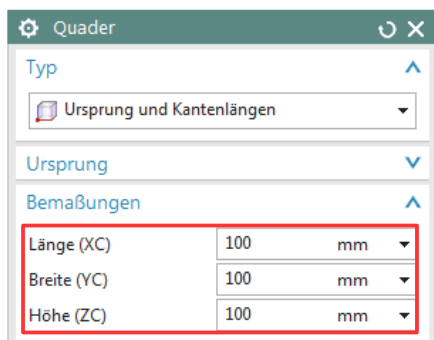 Quader
Typ
Ursprung und Kantenlängen
Ursprung
Bemaßungen
Länge (XC) 100 mm
Breite (YC) 100 mm
Höhe (ZC) 100 mm